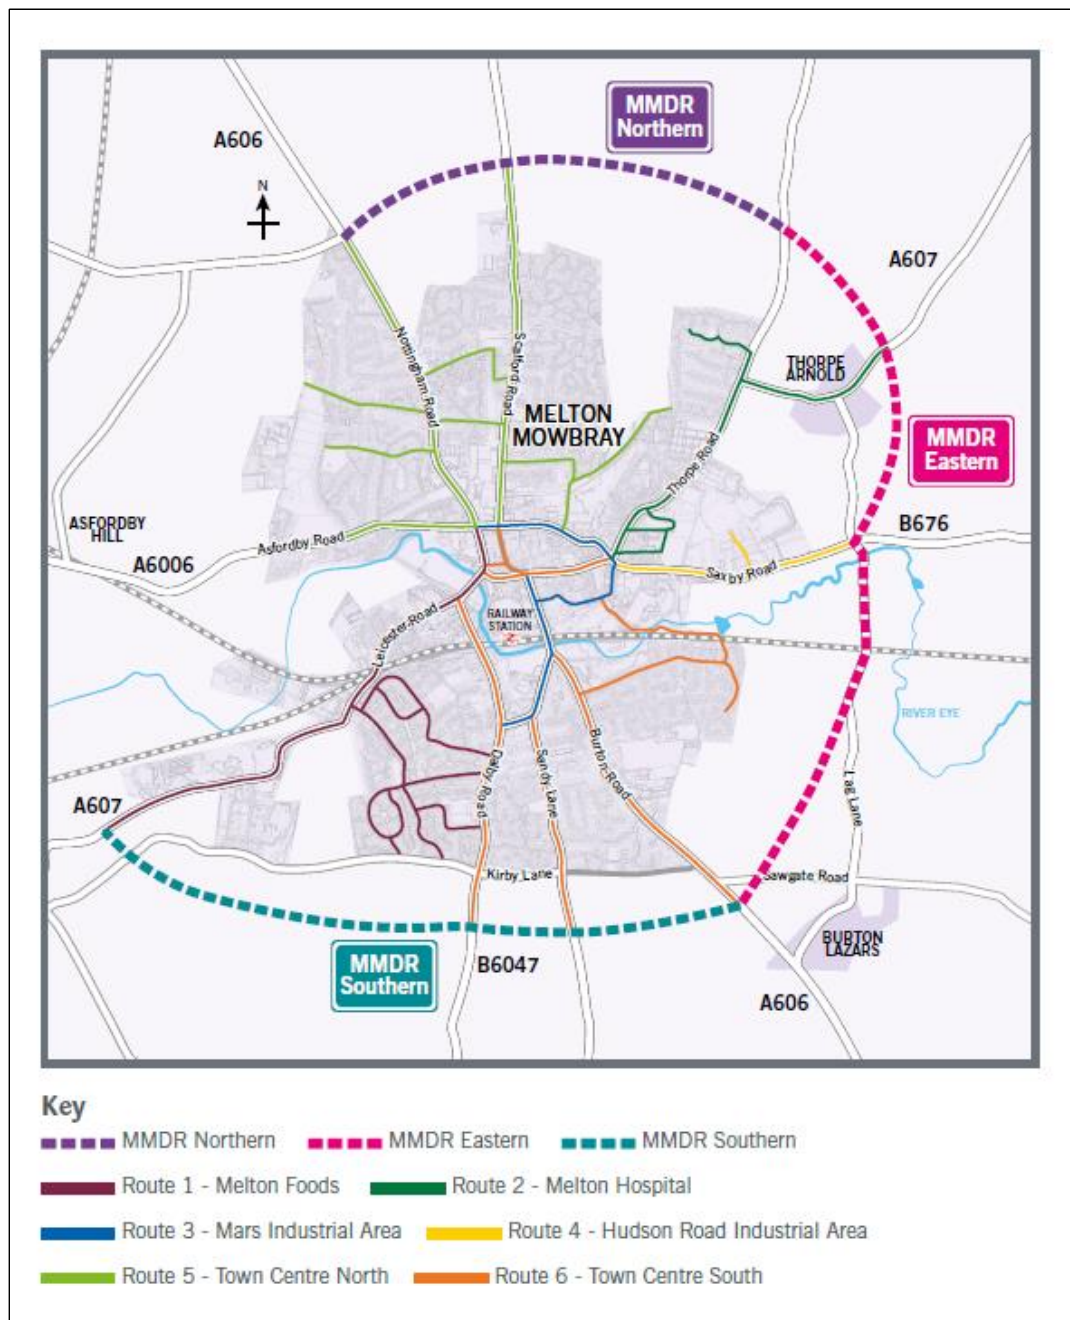 MMDR
Northern
A606
N
A607
Nottingham Road
Scalford Road
THORPE
ARNOLD
MELTON
MOWBRAY
MMDR
Eastern
Thorpe Road
ASFORDBY
HILL
B676
Asfordby Road
A6006
Saxby Road
RAILWAY
STATION
Leicester Road
RIVER EYE
Dalby Road
Sandy Lane
Burton Road
Lag Lane
A607
Kirby Lane
Sawgate Road
BURTON
LAZARS
MMDR
Southern
B6047
A606
Key
MMDR Northern
MMDR Eastern
MMDR Southern
Route 1 - Melton Foods
Route 2 - Melton Hospital
Route 3 - Mars Industrial Area
Route 4 - Hudson Road Industrial Area
Route 5 - Town Centre North
Route 6 - Town Centre South